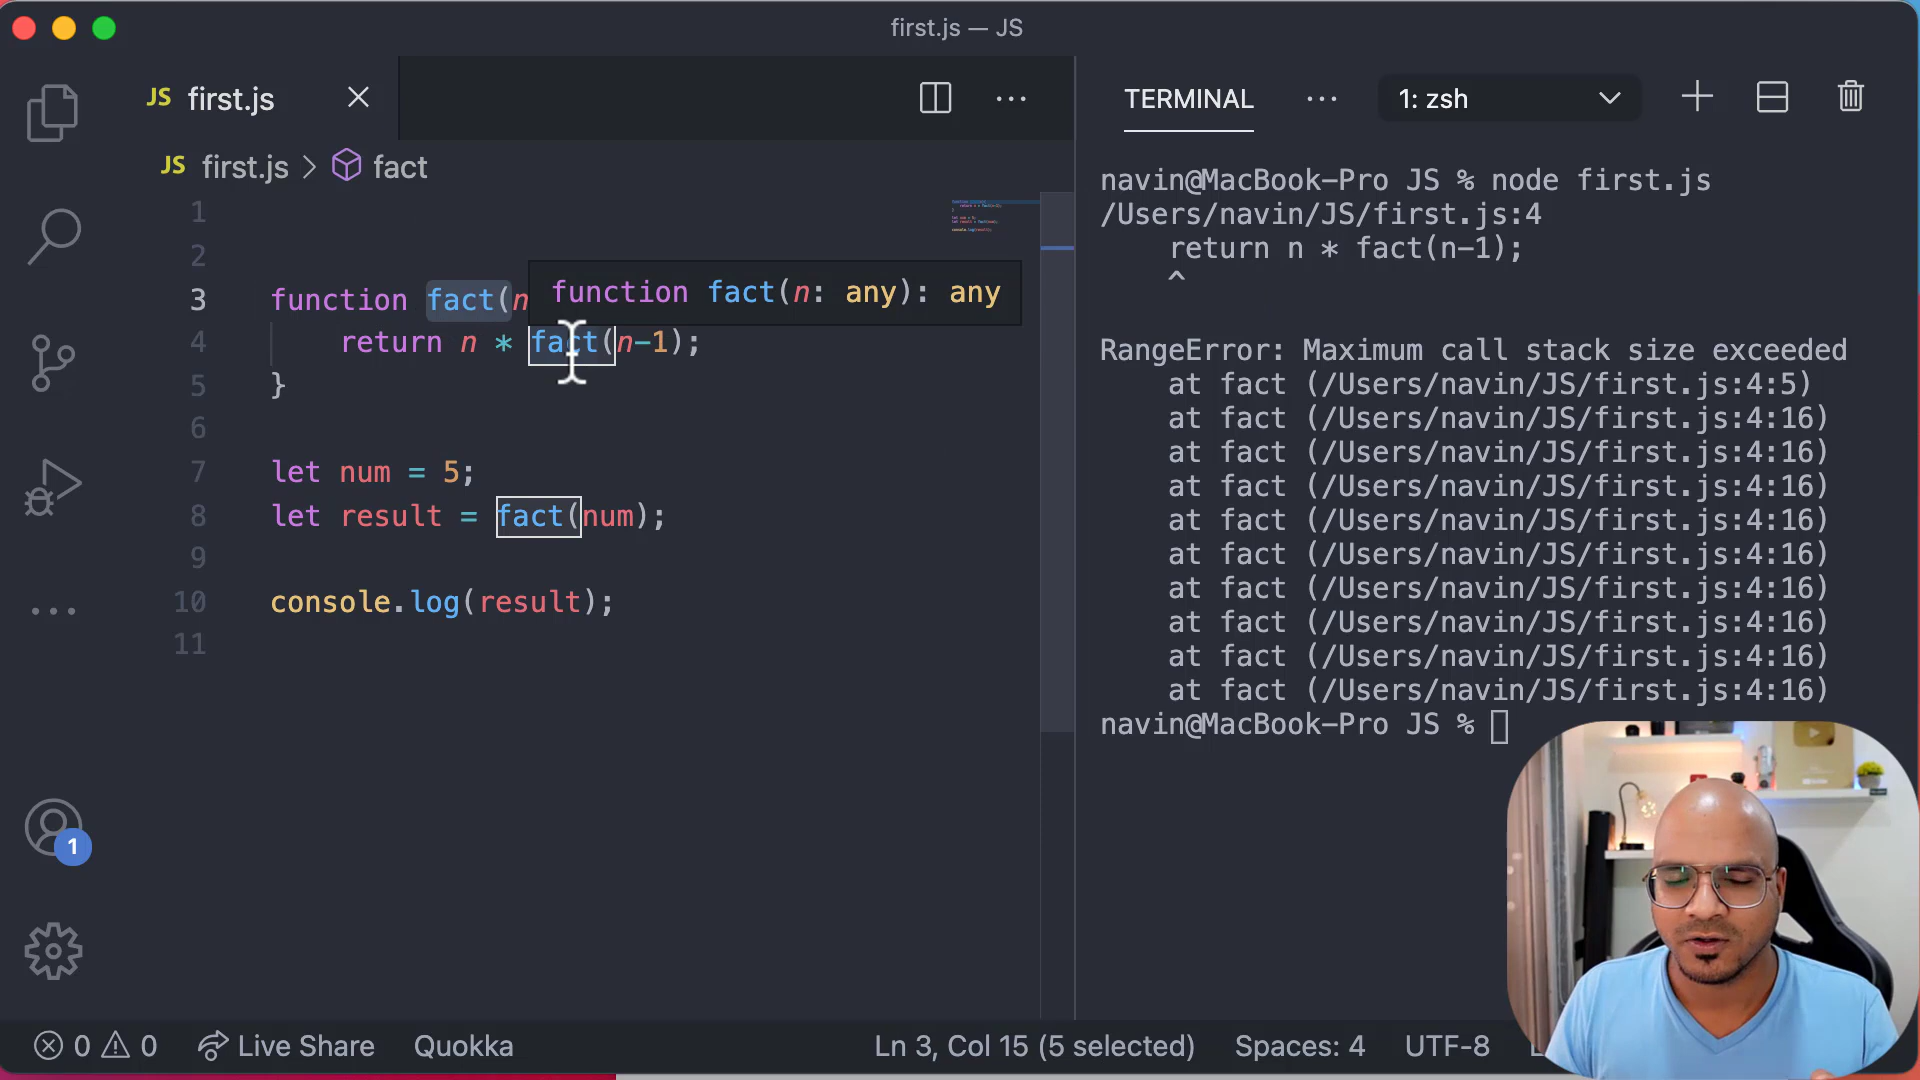 first.js — JS
JS first.js
JS first.js > fact
1
2
3 function fact(n
function fact(n: any): any
4 return n * fact(n-1);
5 }
6
7 let num = 5;
8 let result = fact(num);
9
10 console.log(result);
11
TERMINAL
1: zsh
navin@MacBook-Pro JS % node first.js
/Users/navin/JS/first.js:4
return n * fact(n-1);
^
RangeError: Maximum call stack size exceeded
at fact (/Users/navin/JS/first.js:4:5)
at fact (/Users/navin/JS/first.js:4:16)
at fact (/Users/navin/JS/first.js:4:16)
at fact (/Users/navin/JS/first.js:4:16)
at fact (/Users/navin/JS/first.js:4:16)
at fact (/Users/navin/JS/first.js:4:16)
at fact (/Users/navin/JS/first.js:4:16)
at fact (/Users/navin/JS/first.js:4:16)
at fact (/Users/navin/JS/first.js:4:16)
at fact (/Users/navin/JS/first.js:4:16)
navin@MacBook-Pro JS %
1
0 0 Live Share Quokka Ln 3, Col 15 (5 selected) Spaces: 4 UTF-8